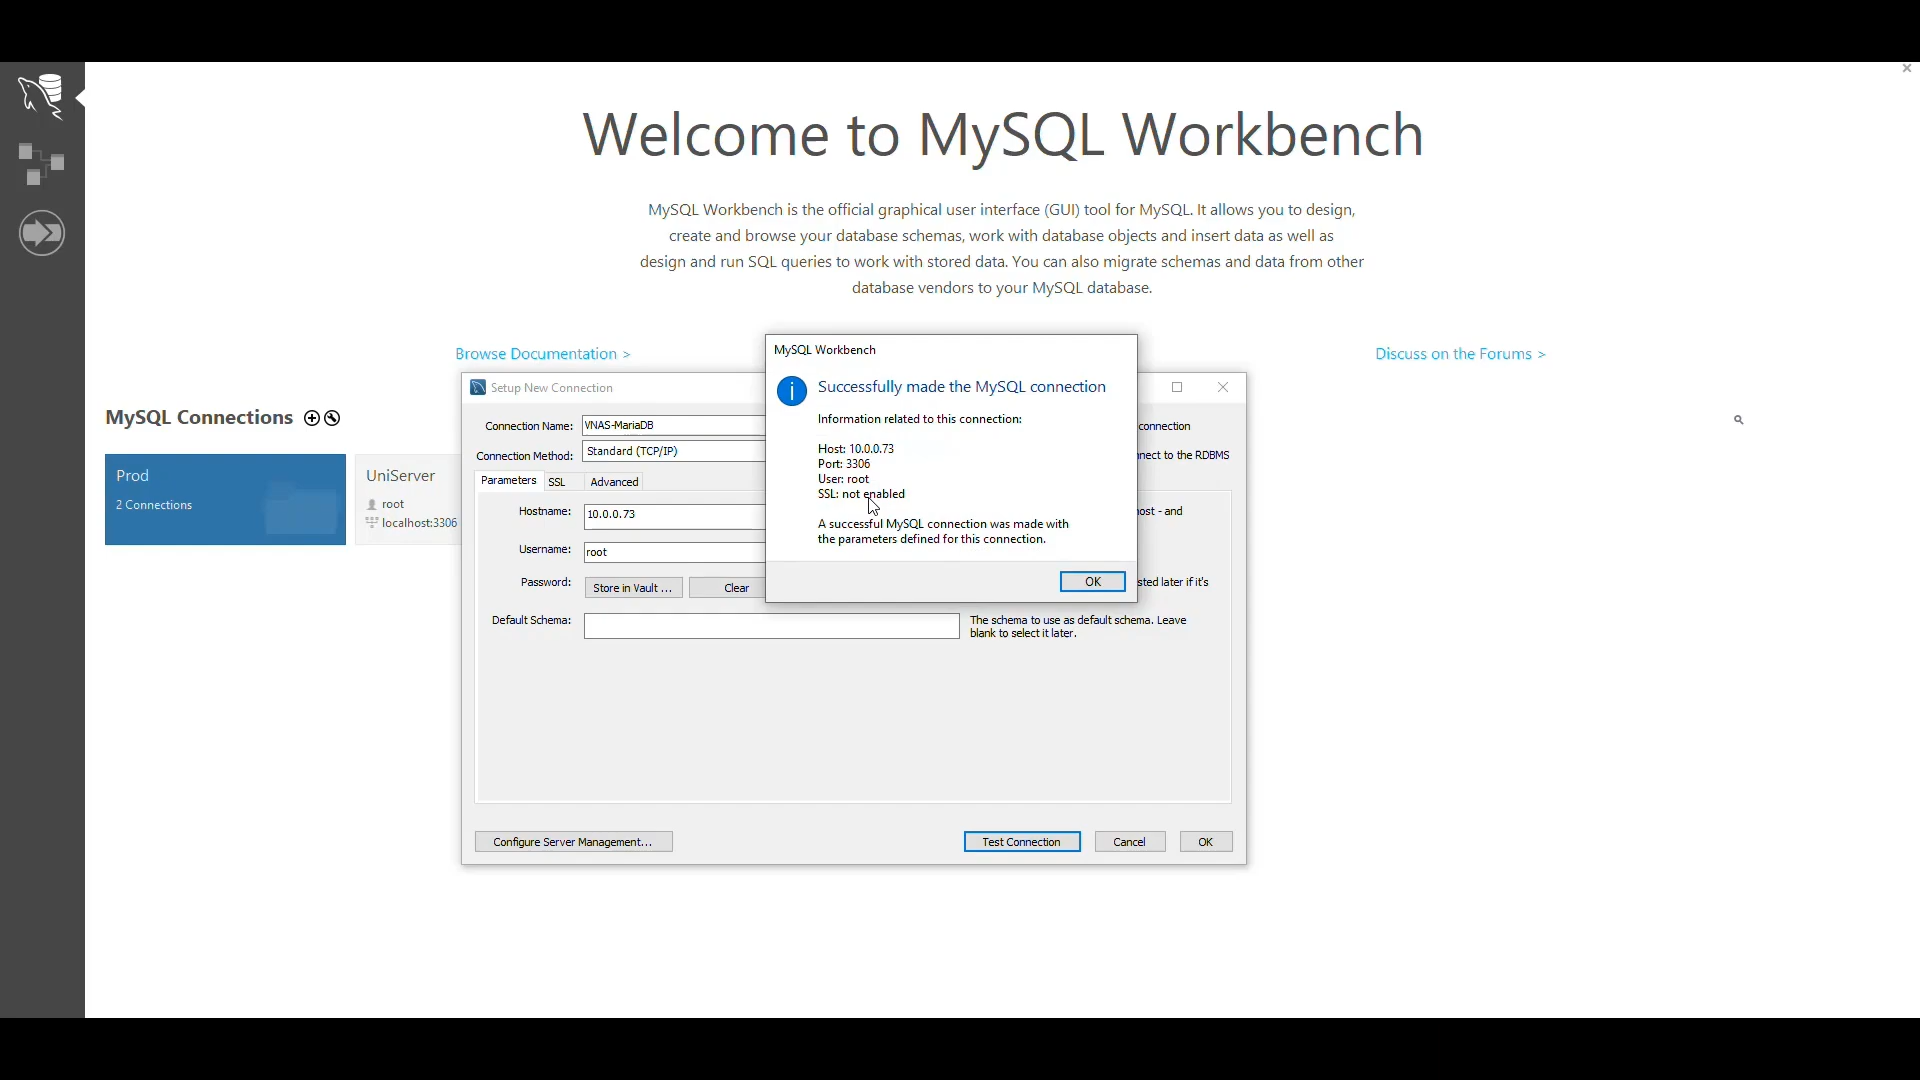 Welcome to MySQL Workbench
MySQL Workbench is the official graphical user interface (GUI) tool for MySQL. It allows you to design,
create and browse your database schemas, work with database objects and insert data as well as
design and run SQL queries to work with stored data. You can also migrate schemas and data from other
database vendors to your MySQL database.
Browse Documentation >
Discuss on the Forums >
MySQL Connections
Prod
2 Connections
UniServer
root
localhost:3306
Setup New Connection
Connection Name: VNAS-MariaDB
connection
Connection Method: Standard (TCP/IP)
to the RDBMS
Parameters SSL Advanced
Hostname: 10.0.0.73
- and
Username: root
Password: Store in Vault ... Clear
later if it's
Default Schema:
The schema to use as default schema. Leave
blank to select it later.
Configure Server Management...
Test Connection
Cancel
OK
MySQL Workbench
Successfully made the MySQL connection
Information related to this connection:
Host: 10.0.0.73
Port: 3306
User: root
SSL: not enabled
A successful MySQL connection was made with
the parameters defined for this connection.
OK